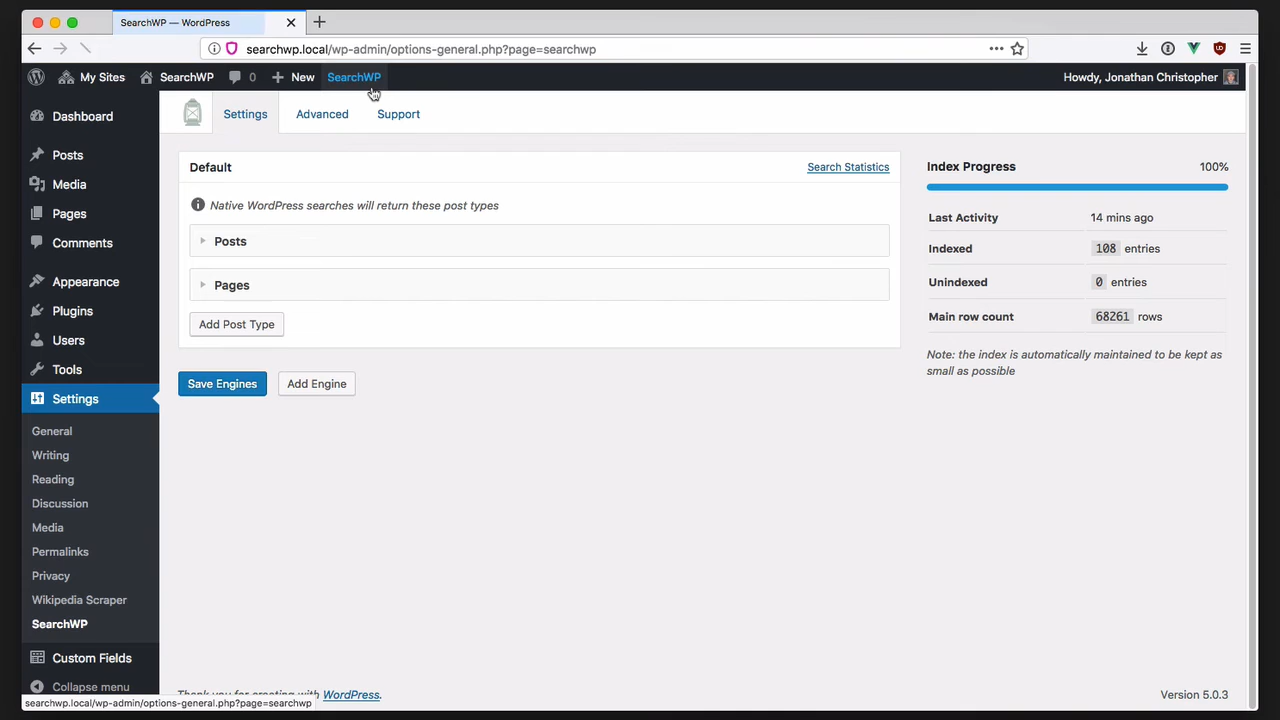 SearchWP — WordPress
searchwp.local/wp-admin/options-general.php?page=searchwp
My Sites SearchWP 0 New SearchWP Howdy, Jonathan Christopher
Settings Advanced Support
Dashboard
Posts
Media
Pages
Comments
Appearance
Plugins
Users
Tools
Settings
General
Writing
Reading
Discussion
Media
Permalinks
Privacy
Wikipedia Scraper
SearchWP
Custom Fields
Collapse menu
Default Search Statistics
Native WordPress searches will return these post types
Posts
Pages
Add Post Type
Save Engines Add Engine
Index Progress 100%
Last Activity 14 mins ago
Indexed 108 entries
Unindexed 0 entries
Main row count 68261 rows
Note: the index is automatically maintained to be kept as
small as possible
Thank you for creating with WordPress.
Version 5.0.3
searchwp.local/wp-admin/options-general.php?page=searchwp